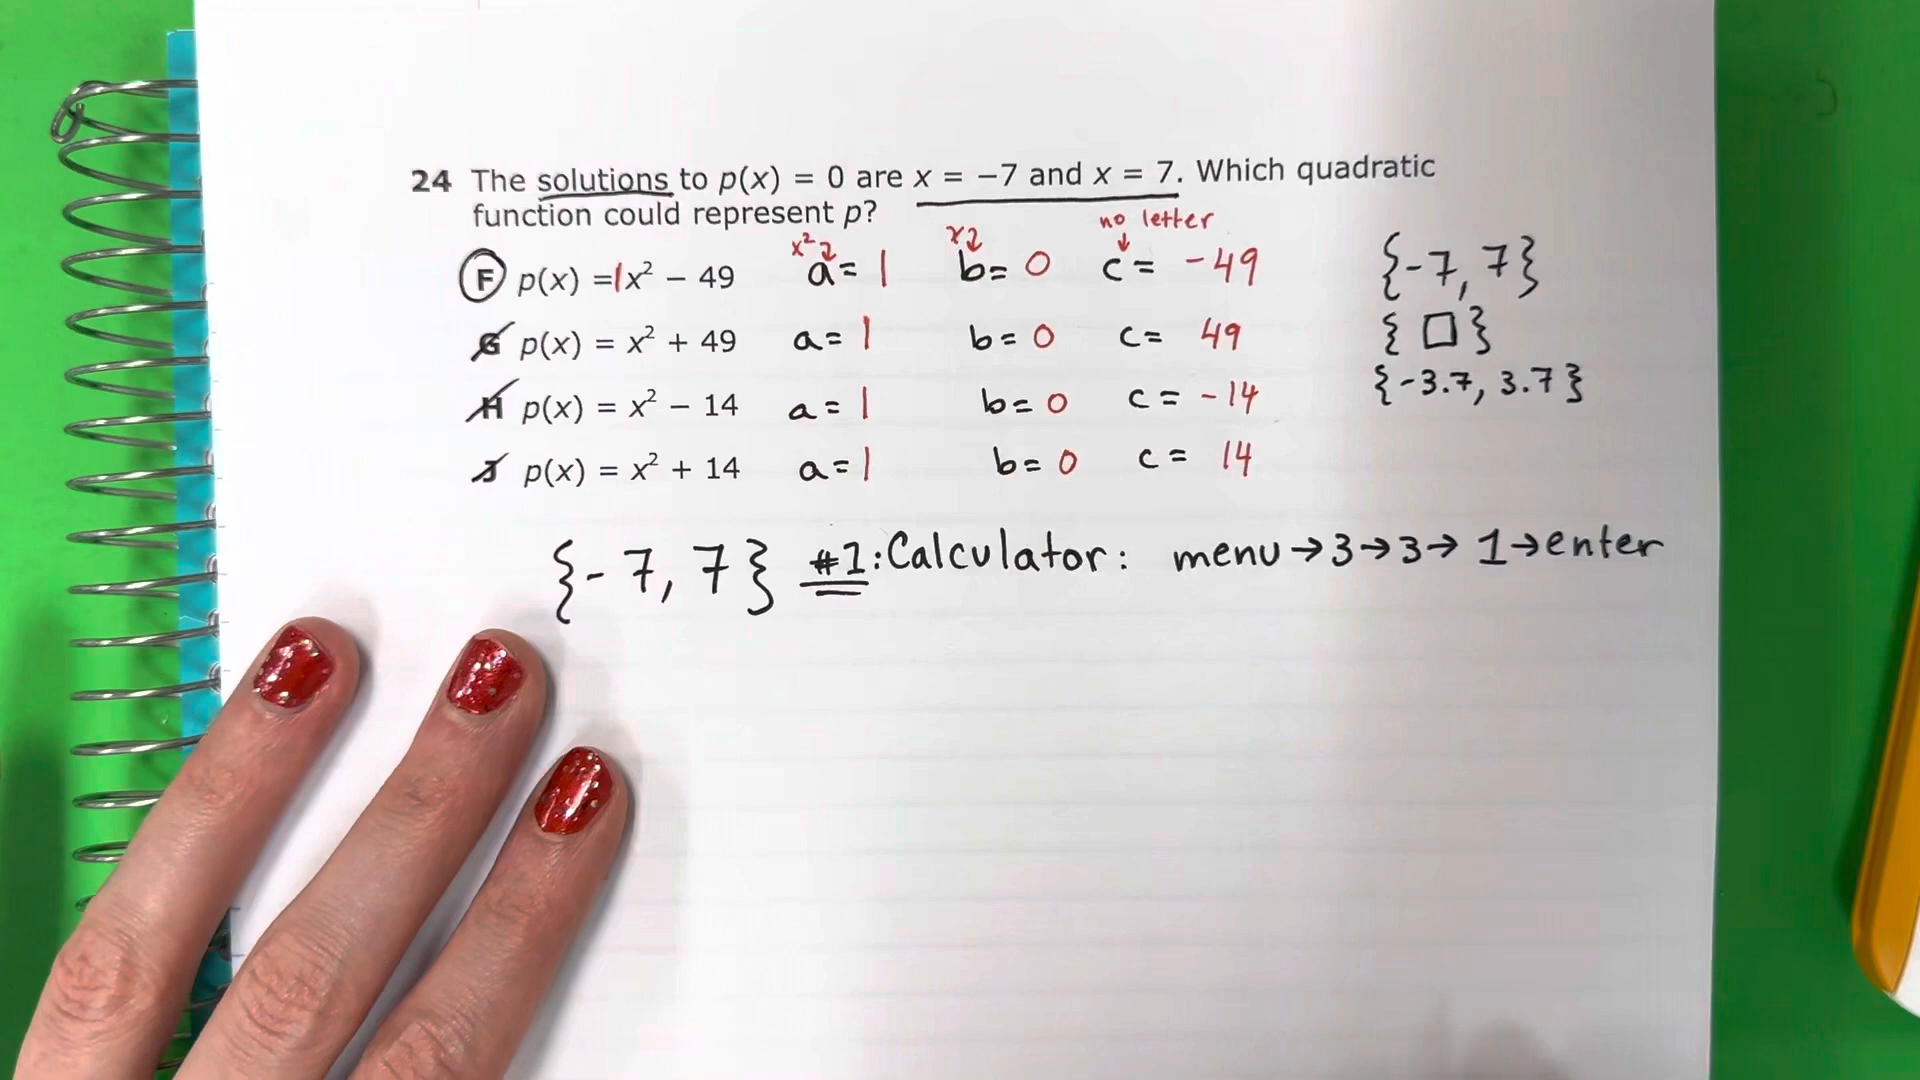 24 The solutions to p(x) = 0 are x = −7 and x = 7. Which quadratic
function could represent p?
no letter
x² x
F p(x) = 1x² − 49 a = 1 b = 0 c = -49 {-7, 7}
G p(x) = x² + 49 a = 1 b = 0 c = 49 { □ }
H p(x) = x² − 14 a = 1 b = 0 c = -14 {-3.7, 3.7}
J p(x) = x² + 14 a = 1 b = 0 c = 14
{-7, 7} #1: Calculator: menu → 3 → 3 → 1 → enter